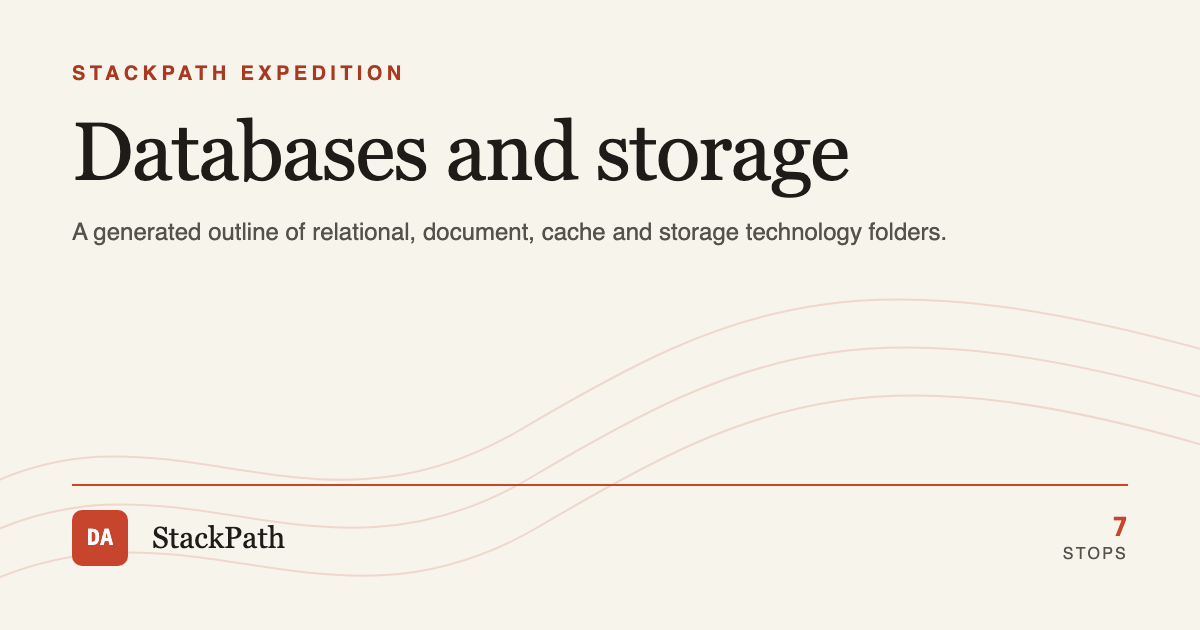 STACKPATH EXPEDITION
Databases and storage
A generated outline of relational, document, cache and storage technology folders.
DA
StackPath
7
STOPS